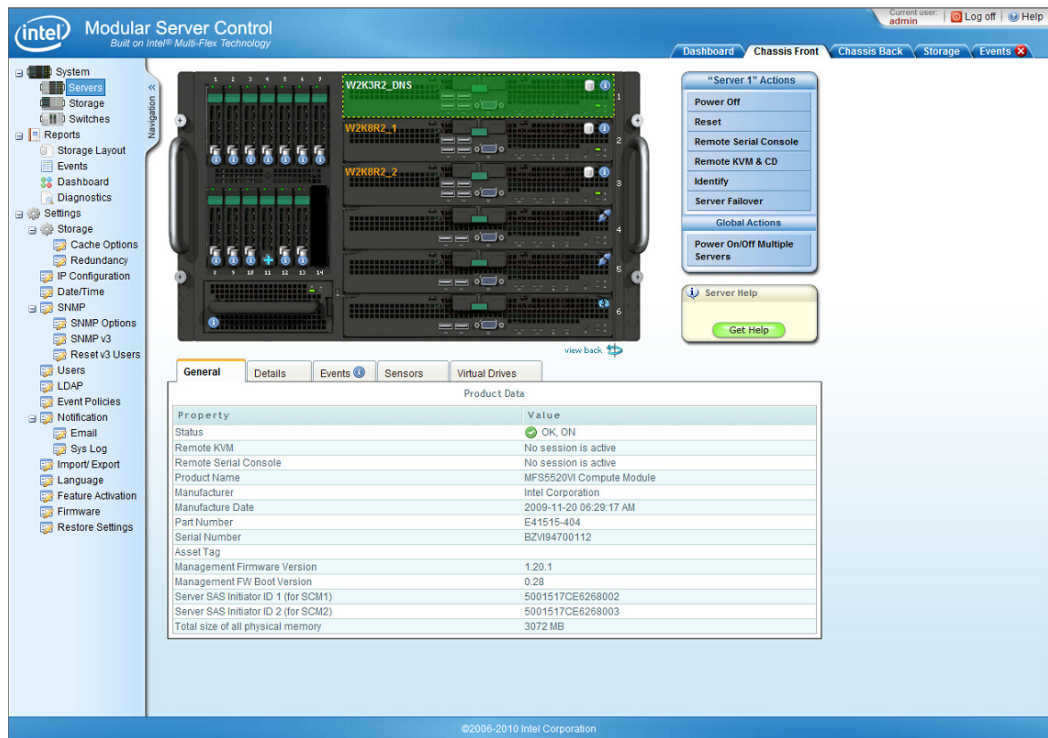 Current user:
admin
Log off
Help
intel
Modular Server Control
Built on Intel® Multi-Flex Technology
Dashboard
Chassis Front
Chassis Back
Storage
Events
System
Servers
Storage
Switches
Reports
Storage Layout
Events
Dashboard
Diagnostics
Settings
Storage
Cache Options
Redundancy
IP Configuration
Date/Time
SNMP
SNMP Options
SNMP v3
Reset v3 Users
Users
LDAP
Event Policies
Notification
Email
Sys Log
Import/ Export
Language
Feature Activation
Firmware
Restore Settings
Navigation
1 2 3 4 5 6 7
8 9 10 11 12 13 14
W2K3R2_DNS
1
W2K8R2_1
2
W2K8R2_2
3
4
5
6
view back
"Server 1" Actions
Power Off
Reset
Remote Serial Console
Remote KVM & CD
Identify
Server Failover
Global Actions
Power On/Off Multiple
Servers
Server Help
Get Help
General
Details
Events
Sensors
Virtual Drives
Product Data
Property Value
Status OK, ON
Remote KVM No session is active
Remote Serial Console No session is active
Product Name MFS5520VI Compute Module
Manufacturer Intel Corporation
Manufacture Date 2009-11-20 06:29:17 AM
Part Number E41515-404
Serial Number BZVI94700112
Asset Tag
Management Firmware Version 1.20.1
Management FW Boot Version 0.28
Server SAS Initiator ID 1 (for SCM1) 5001517CE6268002
Server SAS Initiator ID 2 (for SCM2) 5001517CE6268003
Total size of all physical memory 3072 MB
©2006-2010 Intel Corporation